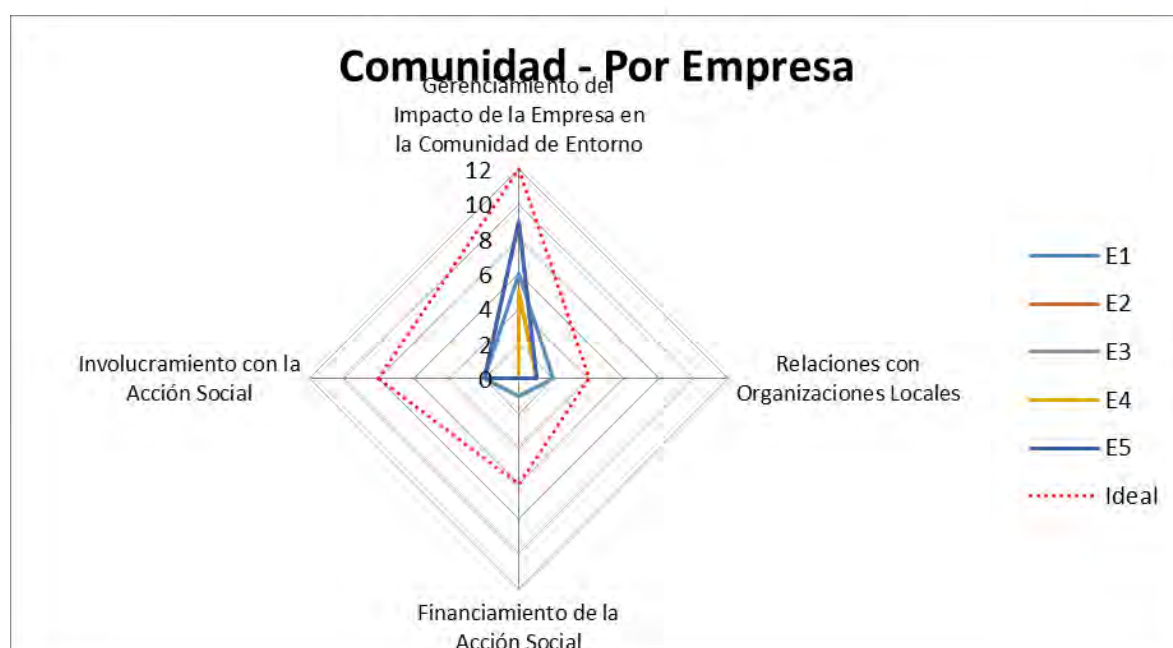 Comunidad - Por Empresa
Gerenciamiento del
Impacto de la Empresa en
la Comunidad de Entorno
12
10
8
6
4
2
0
Involucramiento con la
Acción Social
Relaciones con
Organizaciones Locales
Financiamiento de la
Acción Social
E1
E2
E3
E4
E5
Ideal